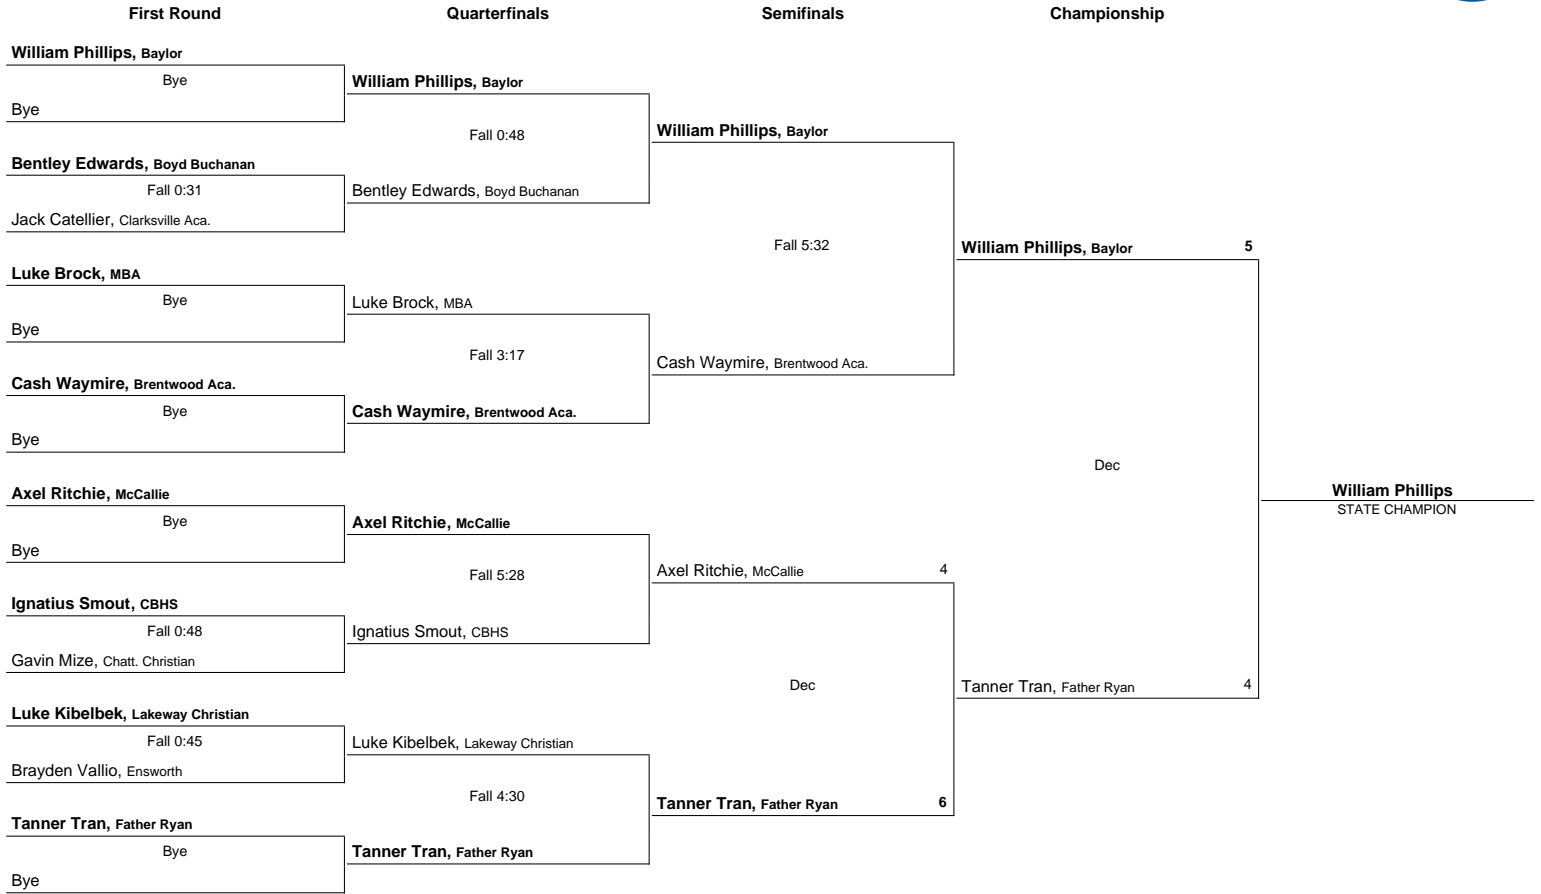 First Round
Quarterfinals
Semifinals
Championship
William Phillips, Baylor
Bye
Bye
Bentley Edwards, Boyd Buchanan
Fall 0:31
Jack Catellier, Clarksville Aca.
Luke Brock, MBA
Bye
Bye
Cash Waymire, Brentwood Aca.
Bye
Bye
Axel Ritchie, McCallie
Bye
Bye
Ignatius Smout, CBHS
Fall 0:48
Gavin Mize, Chatt. Christian
Luke Kibelbek, Lakeway Christian
Fall 0:45
Brayden Vallio, Ensworth
Tanner Tran, Father Ryan
Bye
Bye
William Phillips, Baylor
Fall 0:48
Bentley Edwards, Boyd Buchanan
Luke Brock, MBA
Fall 3:17
Cash Waymire, Brentwood Aca.
Axel Ritchie, McCallie
Fall 5:28
Ignatius Smout, CBHS
Luke Kibelbek, Lakeway Christian
Fall 4:30
Tanner Tran, Father Ryan
William Phillips, Baylor
Fall 5:32
Cash Waymire, Brentwood Aca.
Axel Ritchie, McCallie 4
Dec
Tanner Tran, Father Ryan 6
William Phillips, Baylor 5
Dec
Tanner Tran, Father Ryan 4
William Phillips
STATE CHAMPION